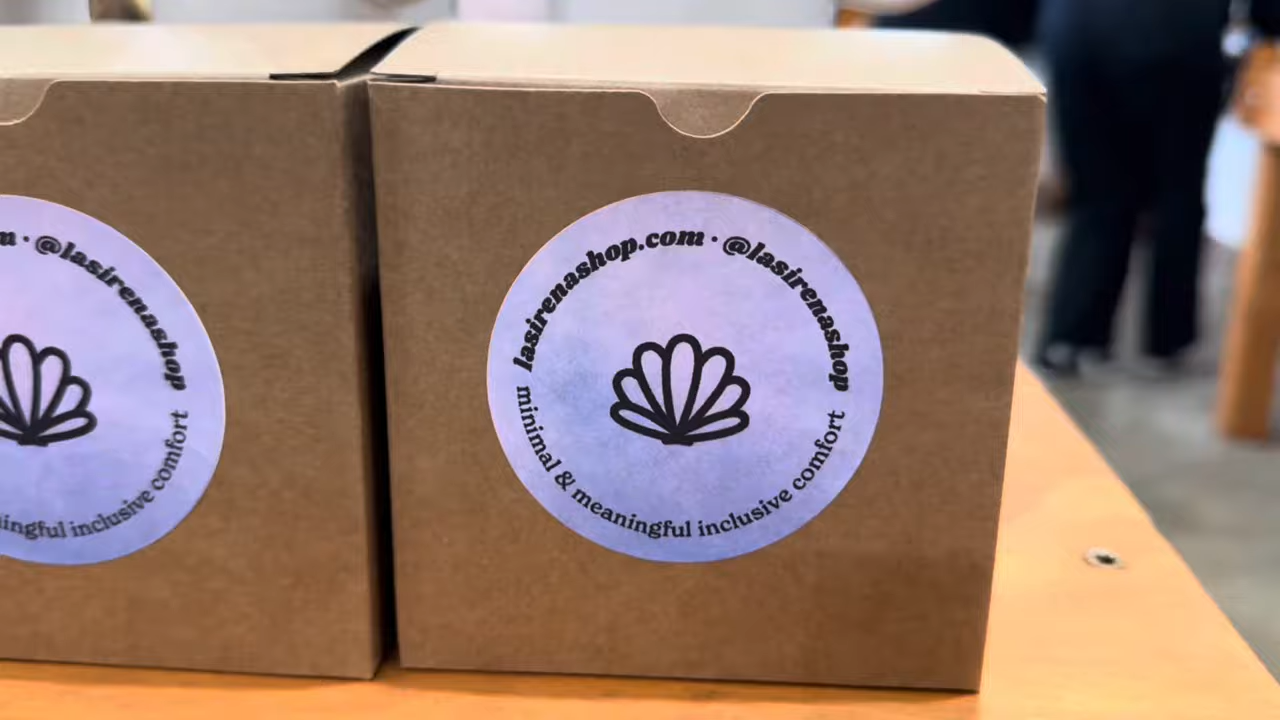 m · @lasirenashop
ingful inclusive comfort
lasirenashop.com · @lasirenashop
minimal & meaningful inclusive comfort